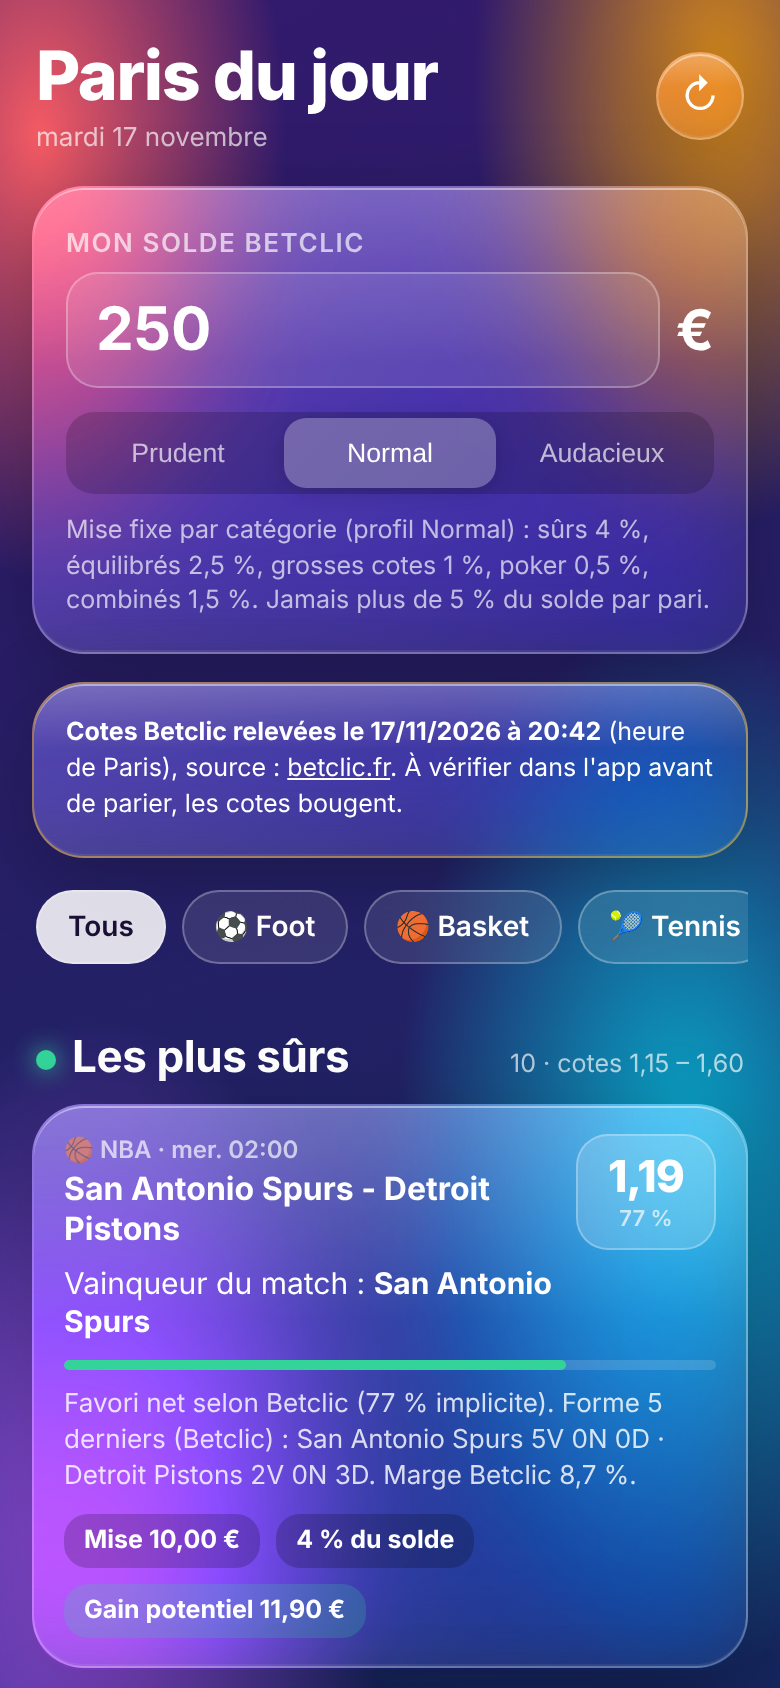 Paris du jour
mardi 17 novembre
MON SOLDE BETCLIC
250
€
Prudent
Normal
Audacieux
Mise fixe par catégorie (profil Normal) : sûrs 4 %,
équilibrés 2,5 %, grosses cotes 1 %, poker 0,5 %,
combinés 1,5 %. Jamais plus de 5 % du solde par pari.
Cotes Betclic relevées le 17/11/2026 à 20:42 (heure
de Paris), source : betclic.fr. À vérifier dans l'app avant
de parier, les cotes bougent.
Tous
Foot
Basket
Tennis
Les plus sûrs
10 · cotes 1,15 – 1,60
NBA · mer. 02:00
San Antonio Spurs - Detroit
Pistons
1,19
77 %
Vainqueur du match : San Antonio
Spurs
Favori net selon Betclic (77 % implicite). Forme 5
derniers (Betclic) : San Antonio Spurs 5V 0N 0D ·
Detroit Pistons 2V 0N 3D. Marge Betclic 8,7 %.
Mise 10,00 €
4 % du solde
Gain potentiel 11,90 €